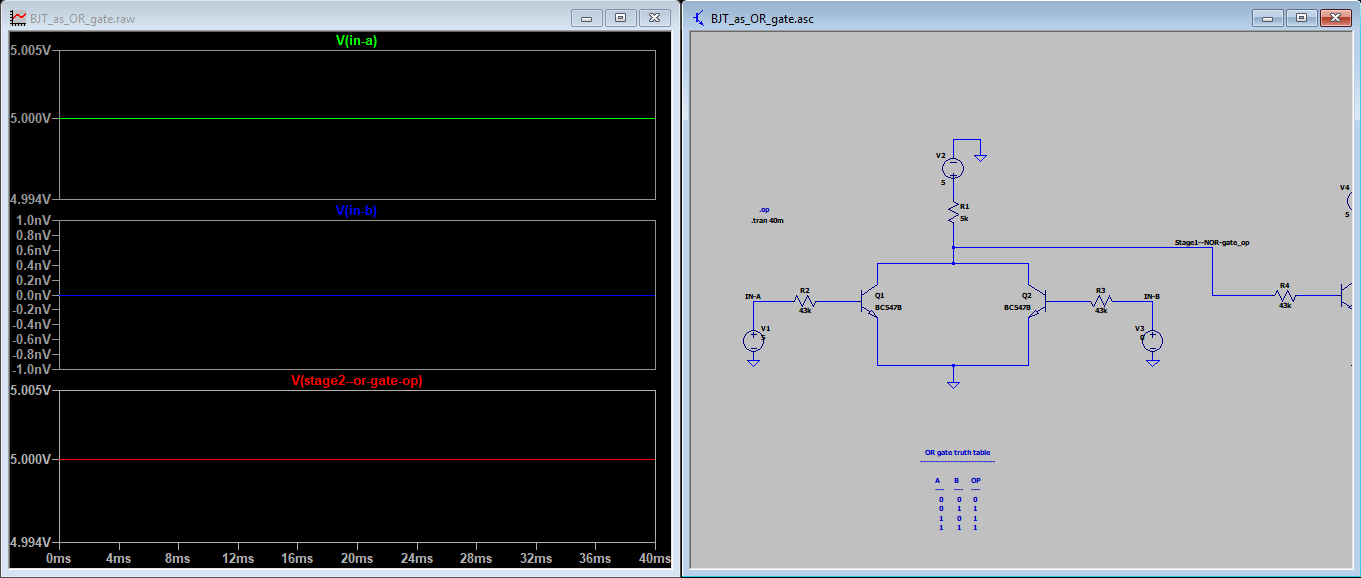 BJT_as_OR_gate.raw
V(in-a)
5.005V
5.000V
4.994V
V(in-b)
1.0nV
0.8nV
0.6nV
0.4nV
0.2nV
0.0nV
-0.2nV
-0.4nV
-0.6nV
-0.8nV
-1.0nV
V(stage2--or-gate-op)
5.005V
5.000V
4.994V
0ms 4ms 8ms 12ms 16ms 20ms 24ms 28ms 32ms 36ms 40ms
BJT_as_OR_gate.asc
V2
5
R1
5k
.op
.tran 40m
Stage1--NOR-gate_op
V4
5
IN-A
R2
43k
Q1
BC547B
Q2
BC547B
R3
43k
IN-B
R4
43k
V1
5
V3
0
OR gate truth table
--------------------------
A B OP
--- --- ---
0 0 0
0 1 1
1 0 1
1 1 1